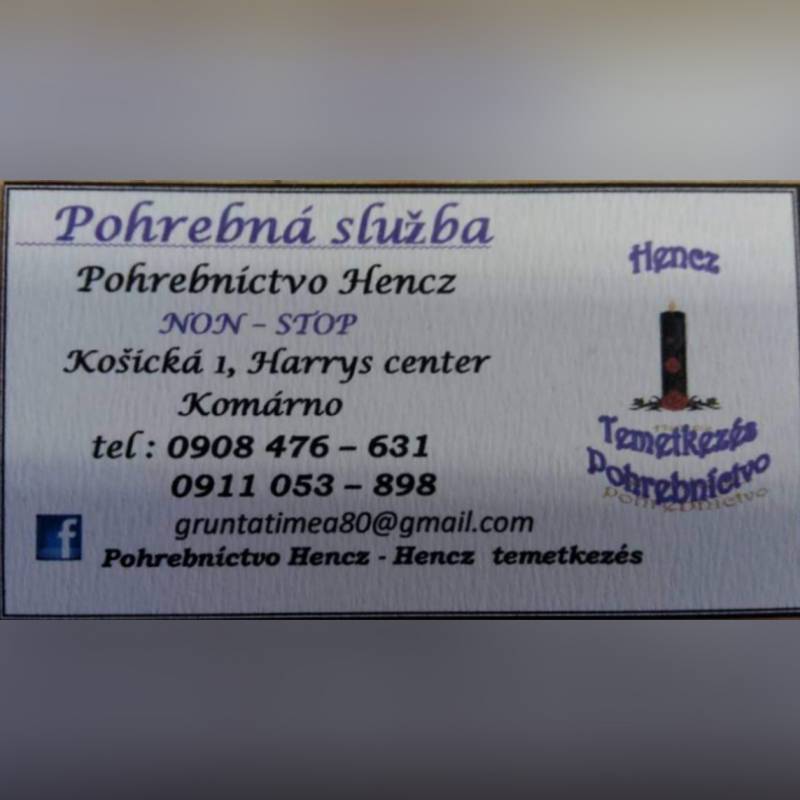 Pohrebná služba
Pohrebníctvo Hencz
NON – STOP
Košická 1, Harrys center
Komárno
tel : 0908 476 – 631
0911 053 – 898
gruntatimea80@gmail.com
f
Pohrebníctvo Hencz - Hencz temetkezés
Hencz
Temetkezés
Pohrebníctvo